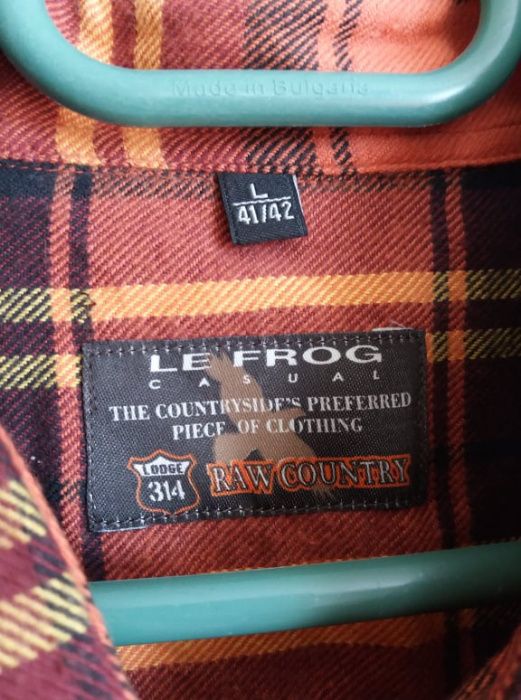 Made in Bulgaria
L
41/42
LE FROG
CASUAL
THE COUNTRYSIDE'S PREFERRED
PIECE OF CLOTHING
LODGE
314
RAW COUNTRY